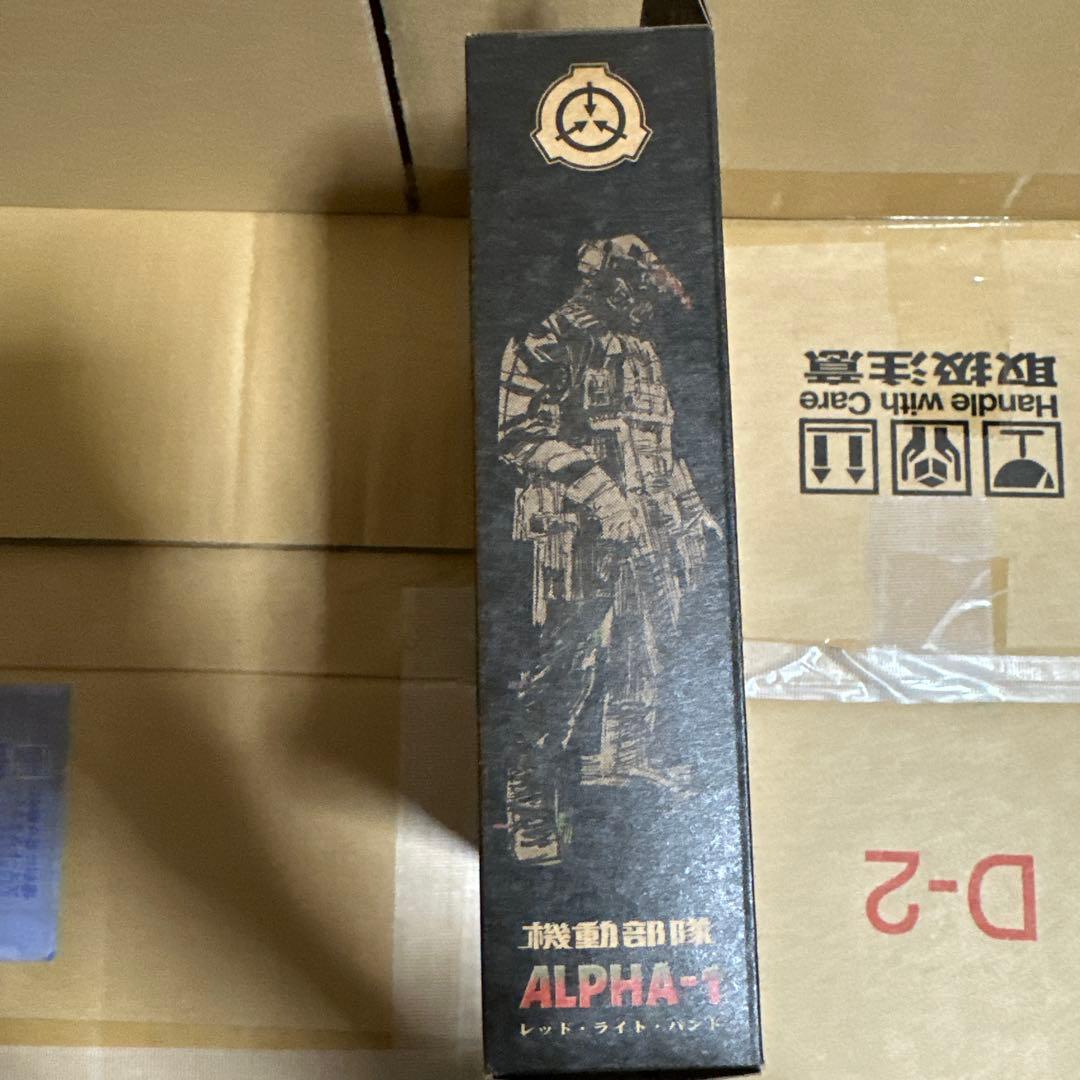 機動部隊
ALPHA-1
レッド・ライト・ハンド
取扱注意
Handle with Care
D-2